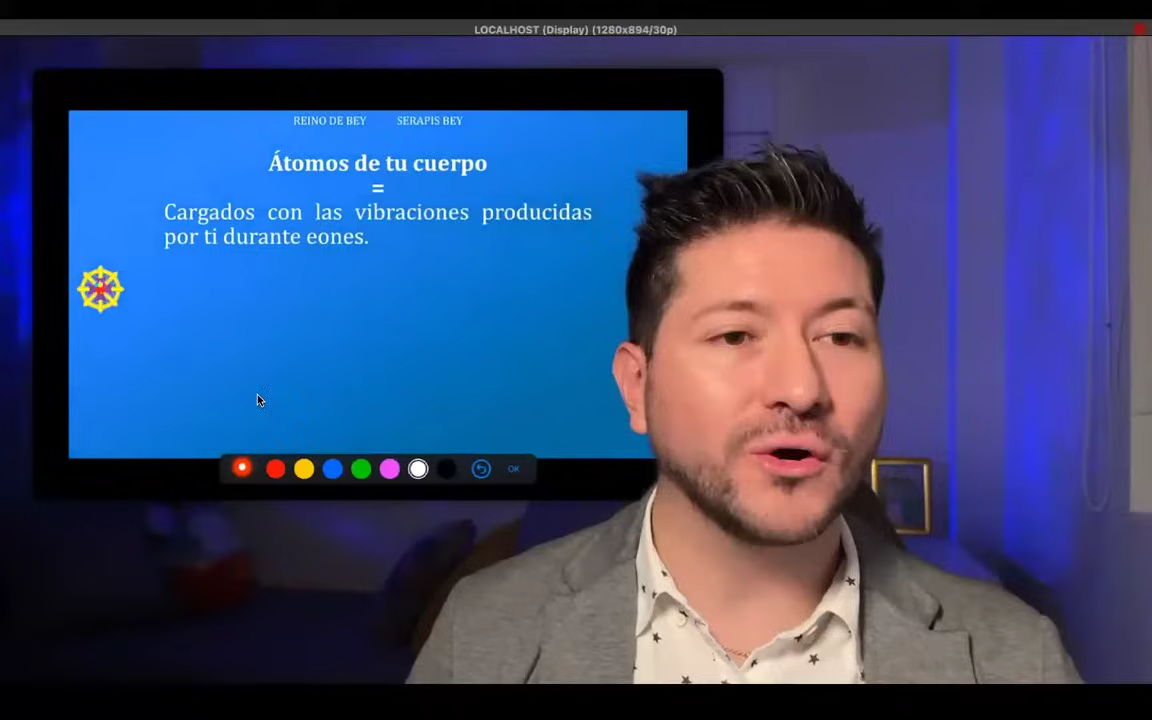 LOCALHOST (Display) (1280x894/30p)
REINO DE BEY SERAPIS BEY
Átomos de tu cuerpo
=
Cargados con las vibraciones producidas
por ti durante eones.
OK